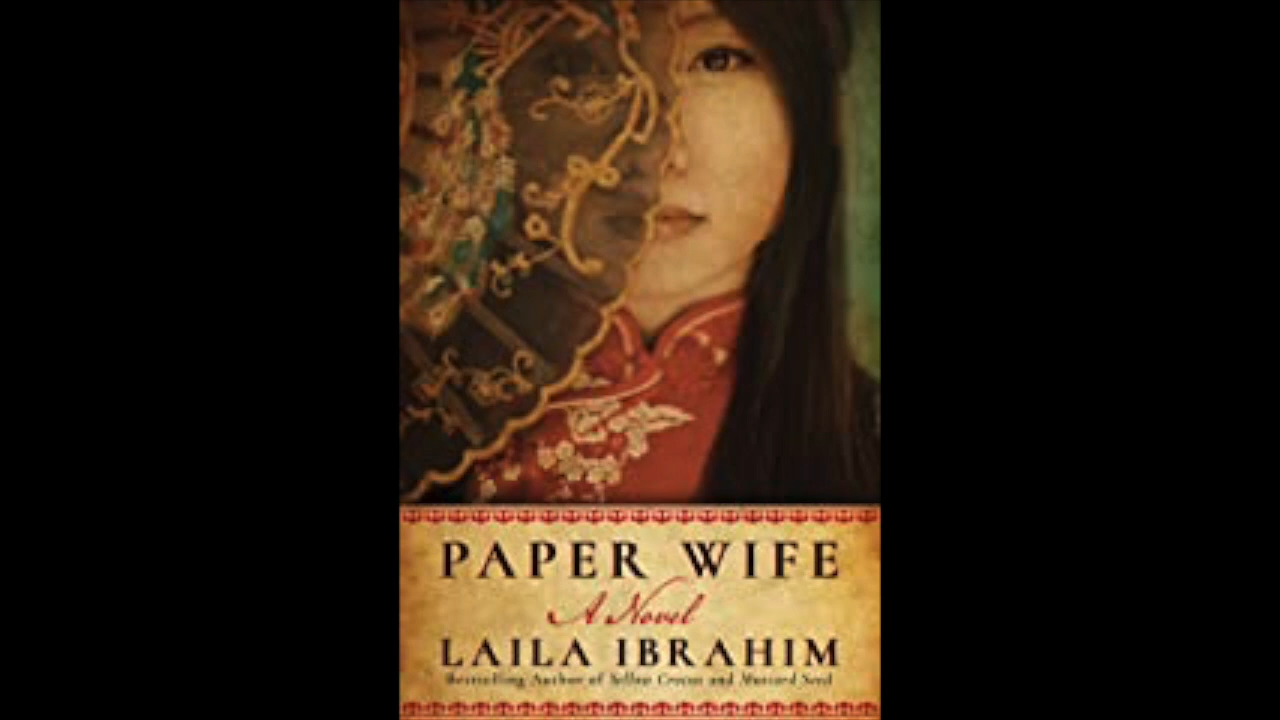 PAPER WIFE
A Novel
LAILA IBRAHIM
Bestselling Author of Yellow Crocus and Mustard Seed